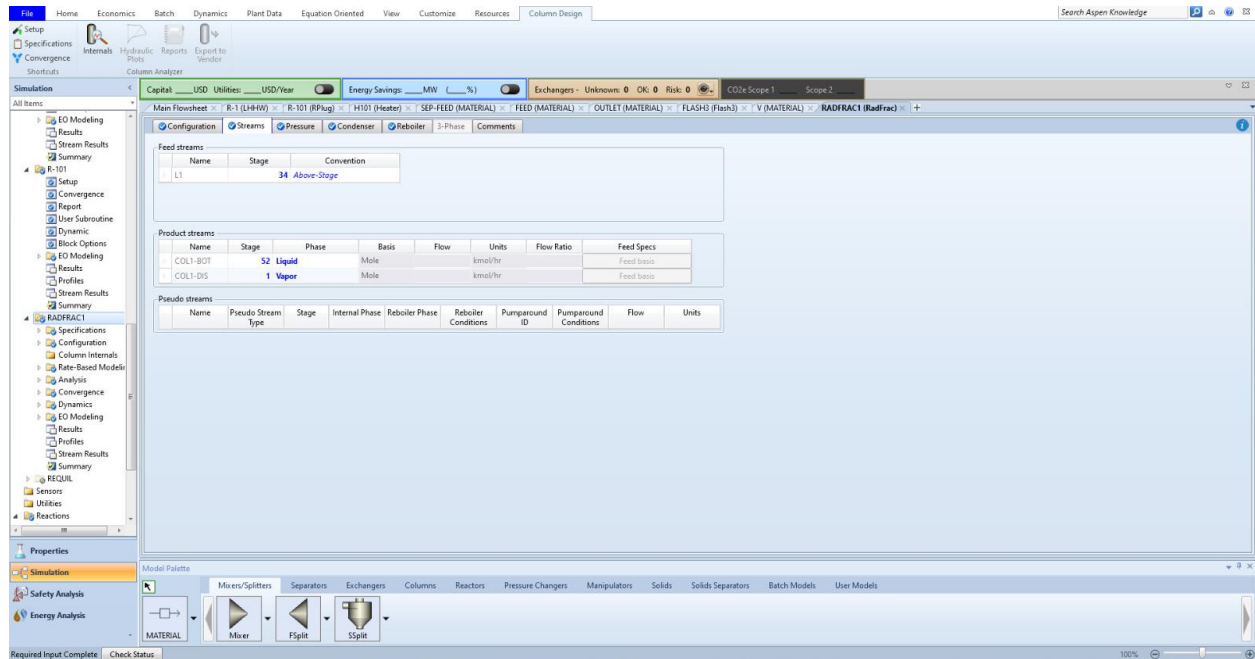 File Home Economics Batch Dynamics Plant Data Equation Oriented View Customize Resources Column Design Search Aspen Knowledge
Setup
Specifications
Convergence
Shortcuts
Internals Hydraulic Plots Reports Export to Vendor
Column Analyzer
Simulation
Capital: ____USD Utilities: ____USD/Year Energy Savings: ____MW (____%) Exchangers - Unknown: 0 OK: 0 Risk: 0 CO2e Scope 1 ____ Scope 2 ____
All Items
Main Flowsheet R-1 (LHHW) R-101 (RPlug) H101 (Heater) SEP-FEED (MATERIAL) FEED (MATERIAL) OUTLET (MATERIAL) FLASH3 (Flash3) V (MATERIAL) RADFRAC1 (RadFrac) +
EO Modeling
Results
Stream Results
Summary
R-101
Setup
Convergence
Report
User Subroutine
Dynamic
Block Options
EO Modeling
Results
Profiles
Stream Results
Summary
RADFRAC1
Specifications
Configuration
Column Internals
Rate-Based Modelin
Analysis
Convergence
Dynamics
EO Modeling
Results
Profiles
Stream Results
Summary
REQUIL
Sensors
Utilities
Reactions
Configuration Streams Pressure Condenser Reboiler 3-Phase Comments
Feed streams
Name Stage Convention
L1 34 Above-Stage
Product streams
Name Stage Phase Basis Flow Units Flow Ratio Feed Specs
COL1-BOT 52 Liquid Mole kmol/hr Feed basis
COL1-DIS 1 Vapor Mole kmol/hr Feed basis
Pseudo streams
Name Pseudo Stream Type Stage Internal Phase Reboiler Phase Reboiler Conditions Pumparound ID Pumparound Conditions Flow Units
Properties
Simulation
Safety Analysis
Energy Analysis
Model Palette
Mixers/Splitters Separators Exchangers Columns Reactors Pressure Changers Manipulators Solids Solids Separators Batch Models User Models
MATERIAL Mixer FSplit SSplit
Required Input Complete Check Status 100%